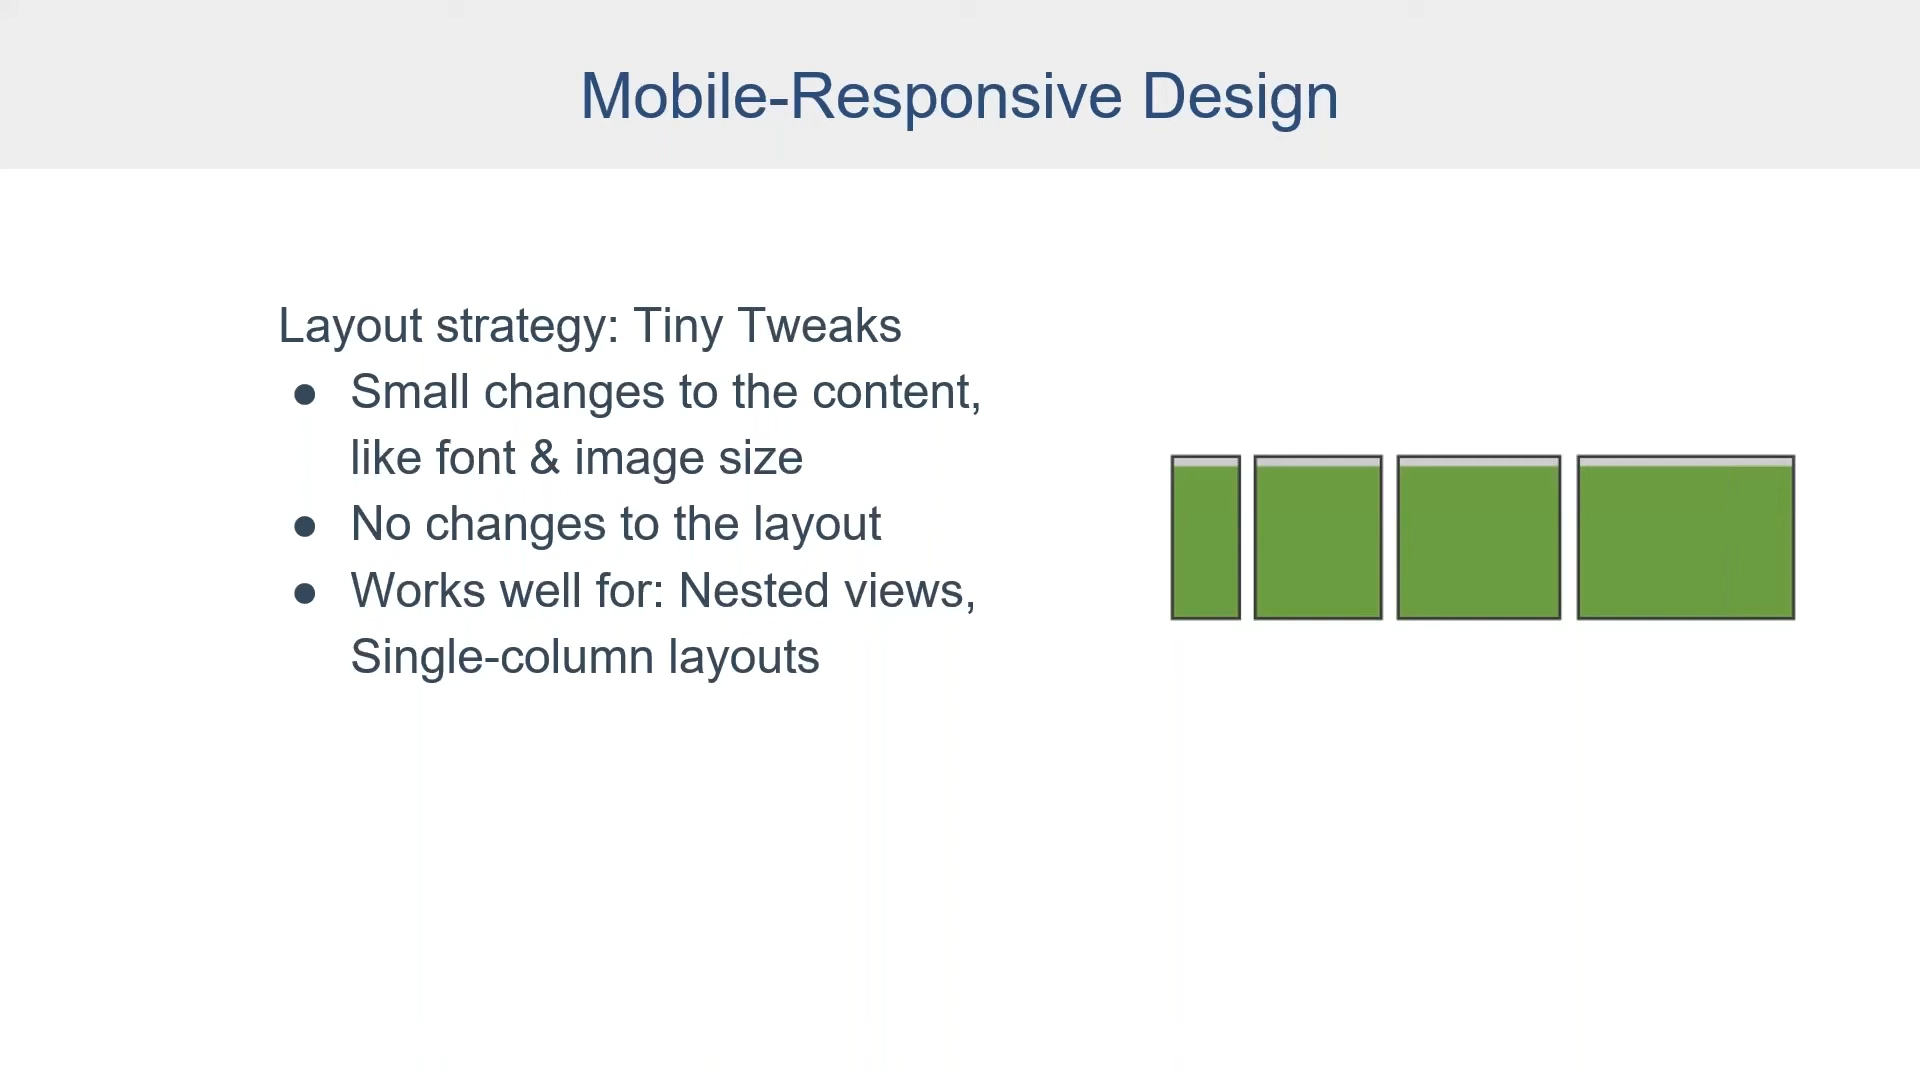 Mobile-Responsive Design
Layout strategy: Tiny Tweaks
● Small changes to the content,
like font & image size
● No changes to the layout
● Works well for: Nested views,
Single-column layouts